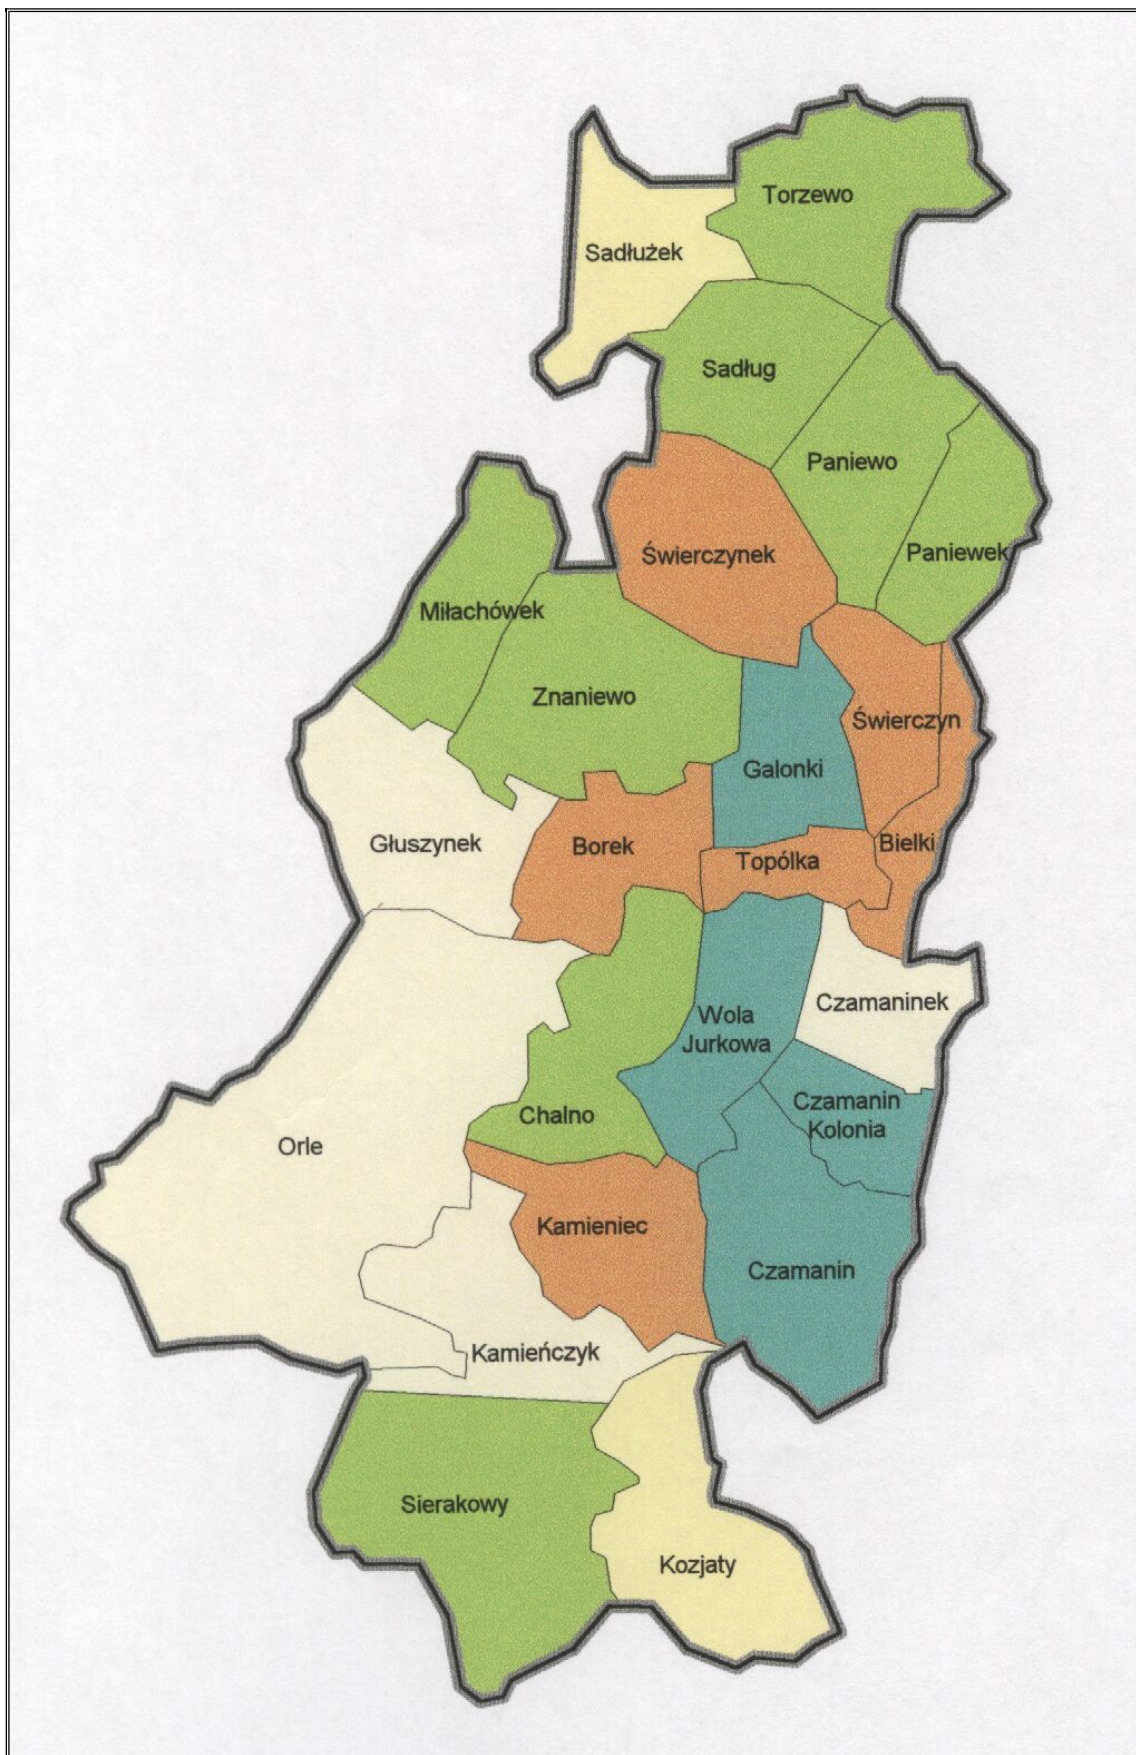 Torzewo
Sadłużek
Sadług
Paniewo
Paniewek
Świerczynek
Miłachówek
Znaniewo
Świerczyn
Galonki
Głuszynek
Borek
Topólka
Bielki
Czamaninek
Wola
Jurkowa
Czamanin
Kolonia
Chalno
Orle
Kamieniec
Czamanin
Kamieńczyk
Sierakowy
Kozjaty